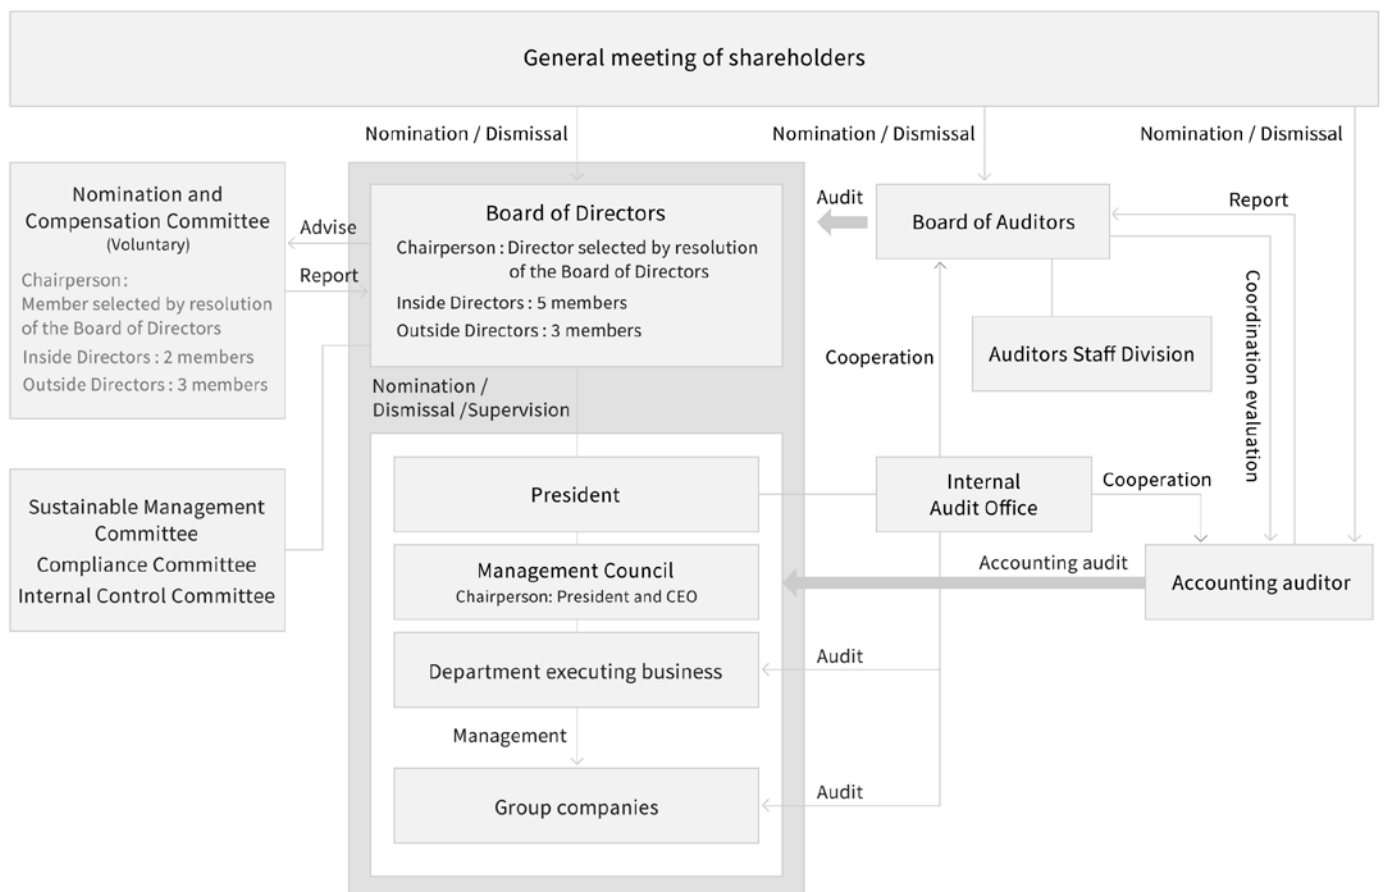 General meeting of shareholders
Nomination / Dismissal
Nomination / Dismissal
Nomination / Dismissal
Nomination and
Compensation Committee
(Voluntary)
Chairperson :
Member selected by resolution
of the Board of Directors
Inside Directors : 2 members
Outside Directors : 3 members
Advise
Report
Board of Directors
Chairperson : Director selected by resolution
of the Board of Directors
Inside Directors : 5 members
Outside Directors : 3 members
Audit
Board of Auditors
Report
Auditors Staff Division
Cooperation
Coordination evaluation
Nomination /
Dismissal /Supervision
Sustainable Management
Committee
Compliance Committee
Internal Control Committee
President
Internal
Audit Office
Cooperation
Management Council
Chairperson: President and CEO
Accounting audit
Accounting auditor
Department executing business
Audit
Management
Group companies
Audit